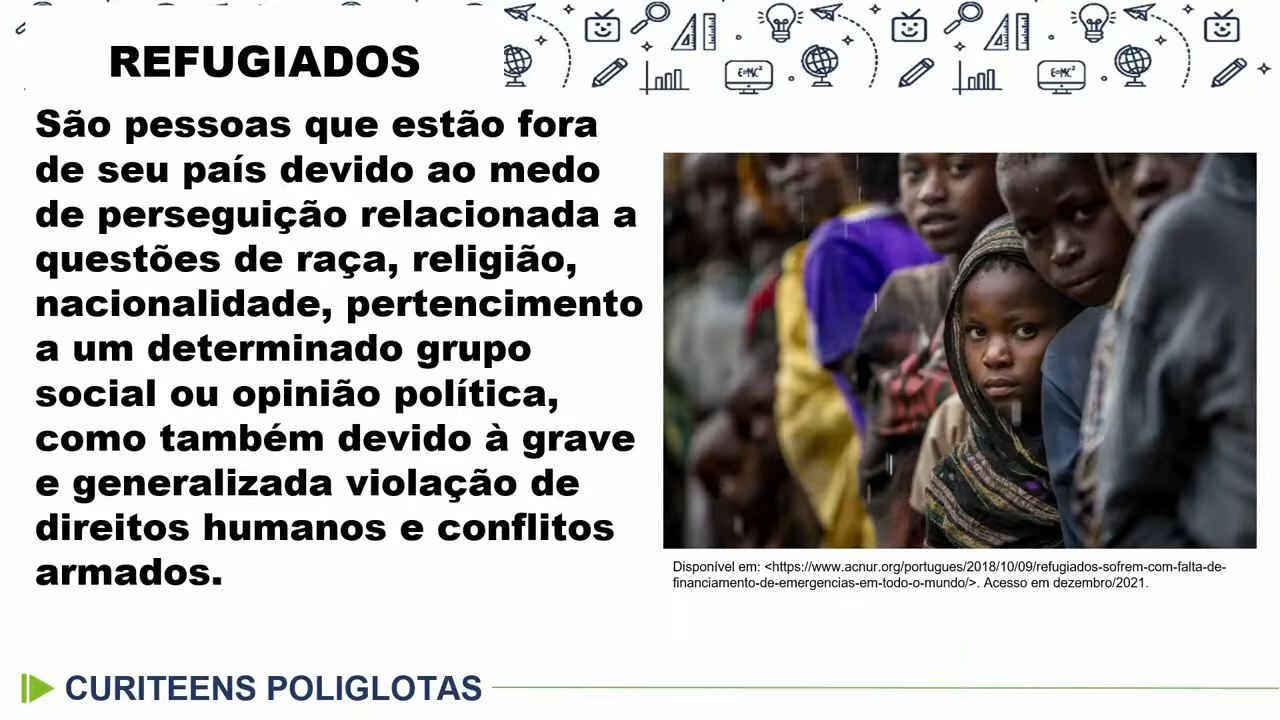 REFUGIADOS
São pessoas que estão fora
de seu país devido ao medo
de perseguição relacionada a
questões de raça, religião,
nacionalidade, pertencimento
a um determinado grupo
social ou opinião política,
como também devido à grave
e generalizada violação de
direitos humanos e conflitos
armados.
E=MC²
E=MC²
Disponível em: <https://www.acnur.org/portugues/2018/10/09/refugiados-sofrem-com-falta-de-
financiamento-de-emergencias-em-todo-o-mundo/>. Acesso em dezembro/2021.
CURITEENS POLIGLOTAS